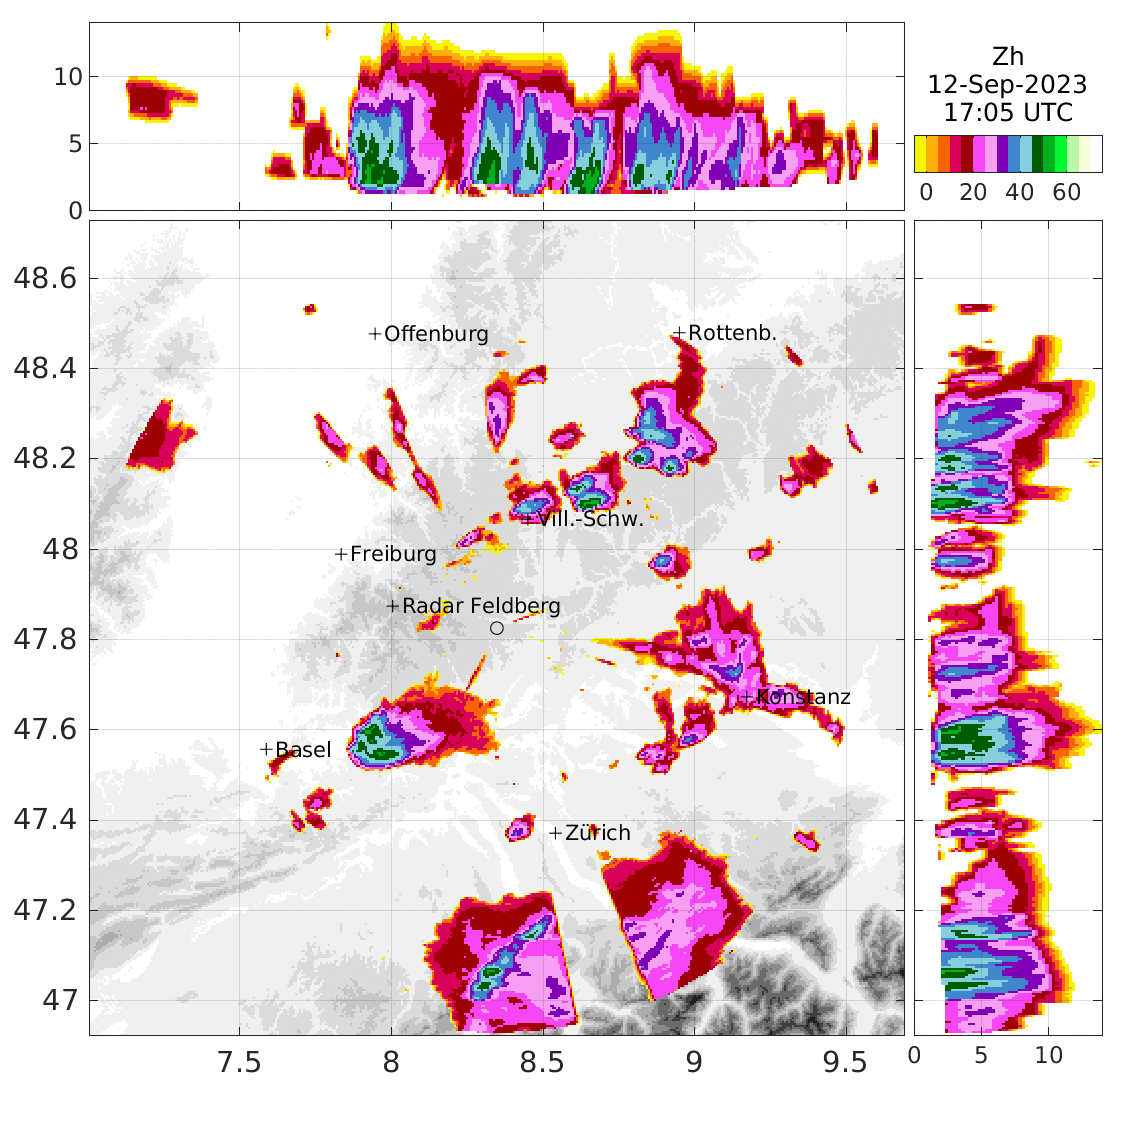 Zh
12-Sep-2023
17:05 UTC
0 20 40 60
10
5
0
48.6
48.4
48.2
48
47.8
47.6
47.4
47.2
47
+Offenburg
+Rottenb.
+Vill.-Schw.
+Freiburg
+Radar Feldberg
+Konstanz
+Basel
+Zürich
7.5 8 8.5 9 9.5
0 5 10